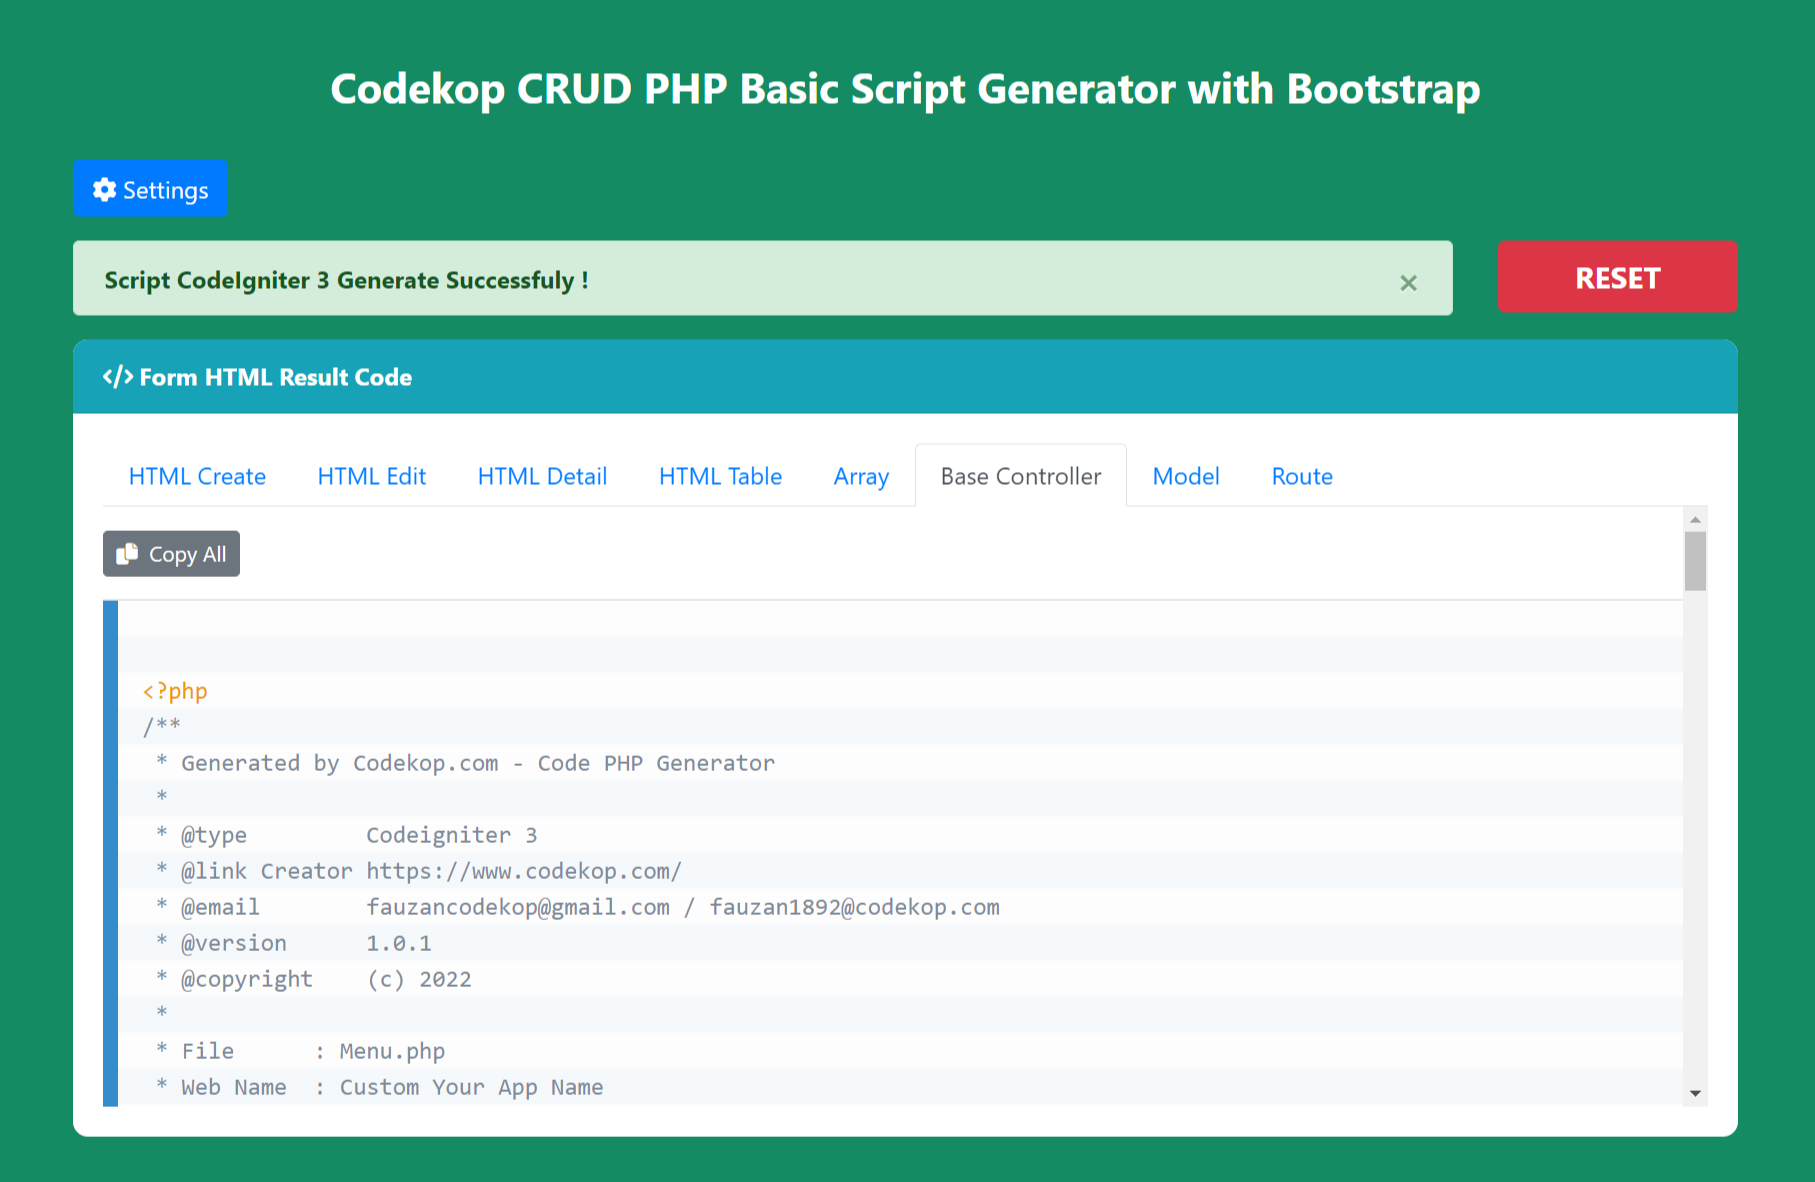 Codekop CRUD PHP Basic Script Generator with Bootstrap
Settings
Script CodeIgniter 3 Generate Successfuly !
×
RESET
</> Form HTML Result Code
HTML Create HTML Edit HTML Detail HTML Table Array Base Controller Model Route
Copy All
<?php
/**
* Generated by Codekop.com - Code PHP Generator
*
* @type Codeigniter 3
* @link Creator https://www.codekop.com/
* @email fauzancodekop@gmail.com / fauzan1892@codekop.com
* @version 1.0.1
* @copyright (c) 2022
*
* File : Menu.php
* Web Name : Custom Your App Name